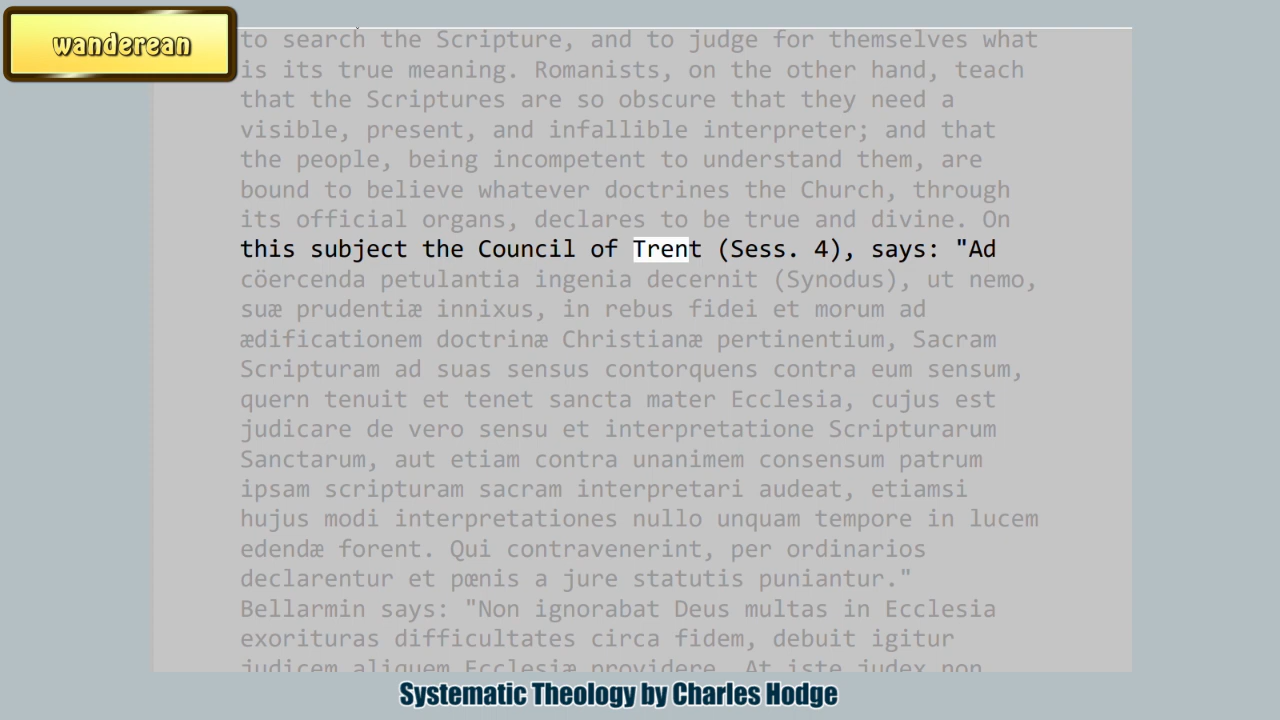 wanderean
to search the Scripture, and to judge for themselves what
is its true meaning. Romanists, on the other hand, teach
that the Scriptures are so obscure that they need a
visible, present, and infallible interpreter; and that
the people, being incompetent to understand them, are
bound to believe whatever doctrines the Church, through
its official organs, declares to be true and divine. On
this subject the Council of Trent (Sess. 4), says: "Ad
cöercenda petulantia ingenia decernit (Synodus), ut nemo,
suæ prudentiæ innixus, in rebus fidei et morum ad
ædificationem doctrinæ Christianæ pertinentium, Sacram
Scripturam ad suas sensus contorquens contra eum sensum,
quern tenuit et tenet sancta mater Ecclesia, cujus est
judicare de vero sensu et interpretatione Scripturarum
Sanctarum, aut etiam contra unanimem consensum patrum
ipsam scripturam sacram interpretari audeat, etiamsi
hujus modi interpretationes nullo unquam tempore in lucem
edendæ forent. Qui contravenerint, per ordinarios
declarentur et pœnis a jure statutis puniantur."
Bellarmin says: "Non ignorabat Deus multas in Ecclesia
exorituras difficultates circa fidem, debuit igitur
judicem aliquem Ecclesiæ providere. At iste judex non
Systematic Theology by Charles Hodge